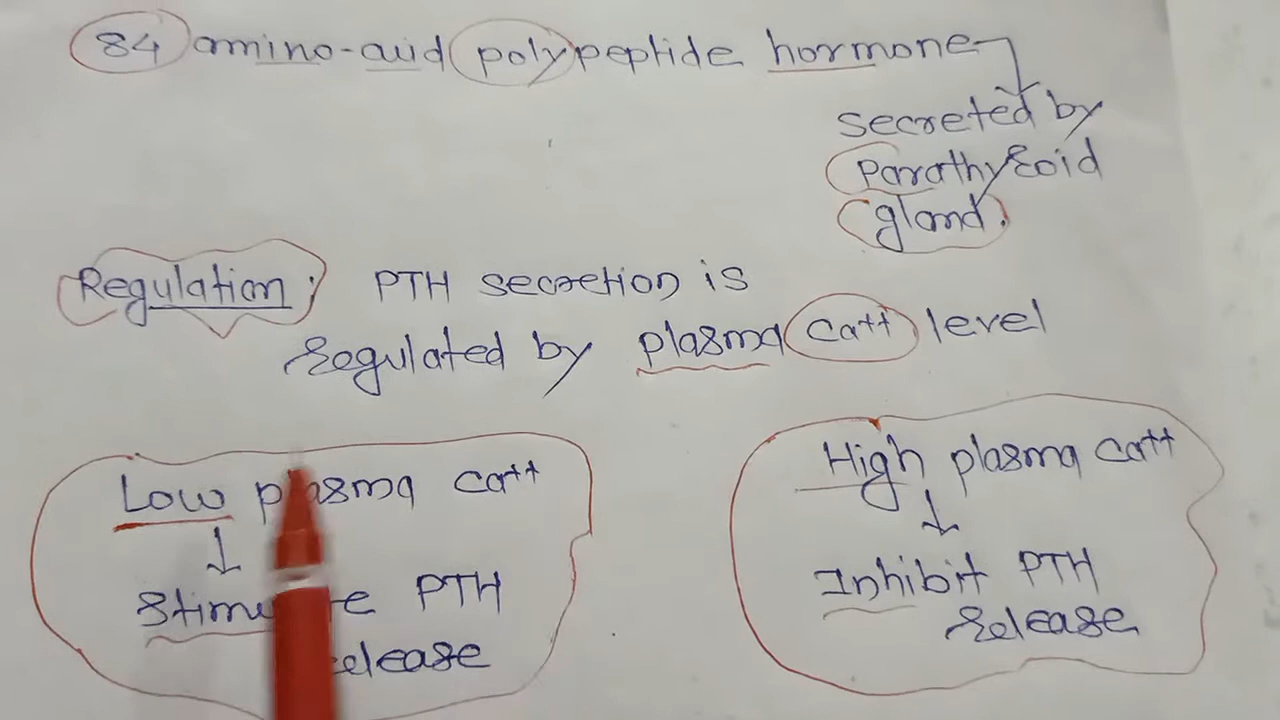 84 amino-acid polypeptide hormone
secreted by
Parathyroid
gland.
Regulation: PTH secretion is
regulated by plasma Ca++ level
Low plasma Ca++
↓
PTH
High plasma Ca++
↓
Inhibit PTH
release